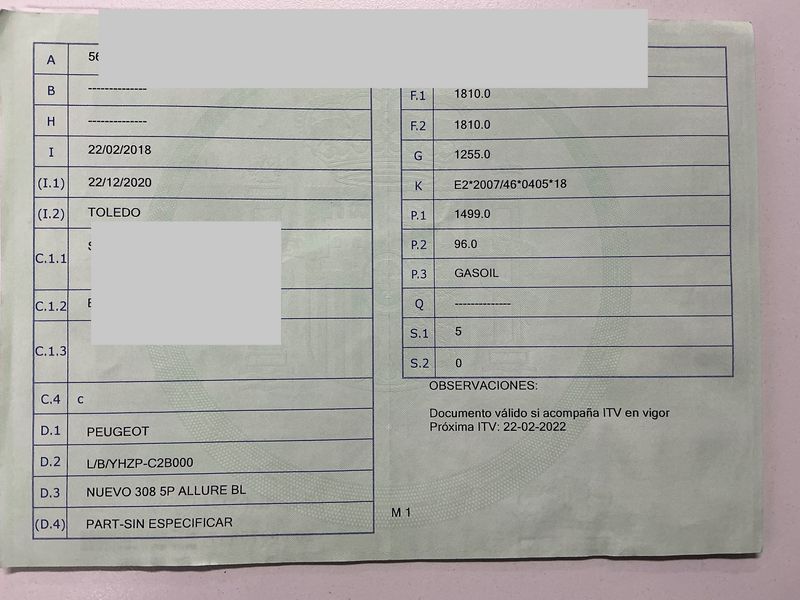 A
B --------------
H --------------
I 22/02/2018
(I.1) 22/12/2020
(I.2) TOLEDO
C.1.1
C.1.2
C.1.3
C.4 c
D.1 PEUGEOT
D.2 L/B/YHZP-C2B000
D.3 NUEVO 308 5P ALLURE BL
(D.4) PART-SIN ESPECIFICAR
F.1 1810.0
F.2 1810.0
G 1255.0
K E2*2007/46*0405*18
P.1 1499.0
P.2 96.0
P.3 GASOIL
Q --------------
S.1 5
S.2 0
OBSERVACIONES:
Documento válido si acompaña ITV en vigor
Próxima ITV: 22-02-2022
M 1